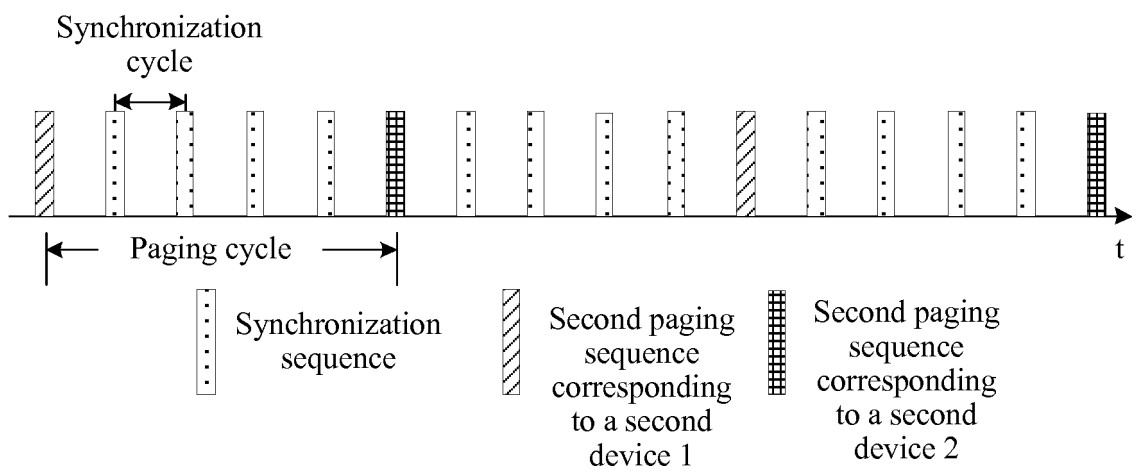 Synchronization
cycle
Paging cycle
t
Synchronization
sequence
Second paging
sequence
corresponding
to a second
device 1
Second paging
sequence
corresponding
to a second
device 2